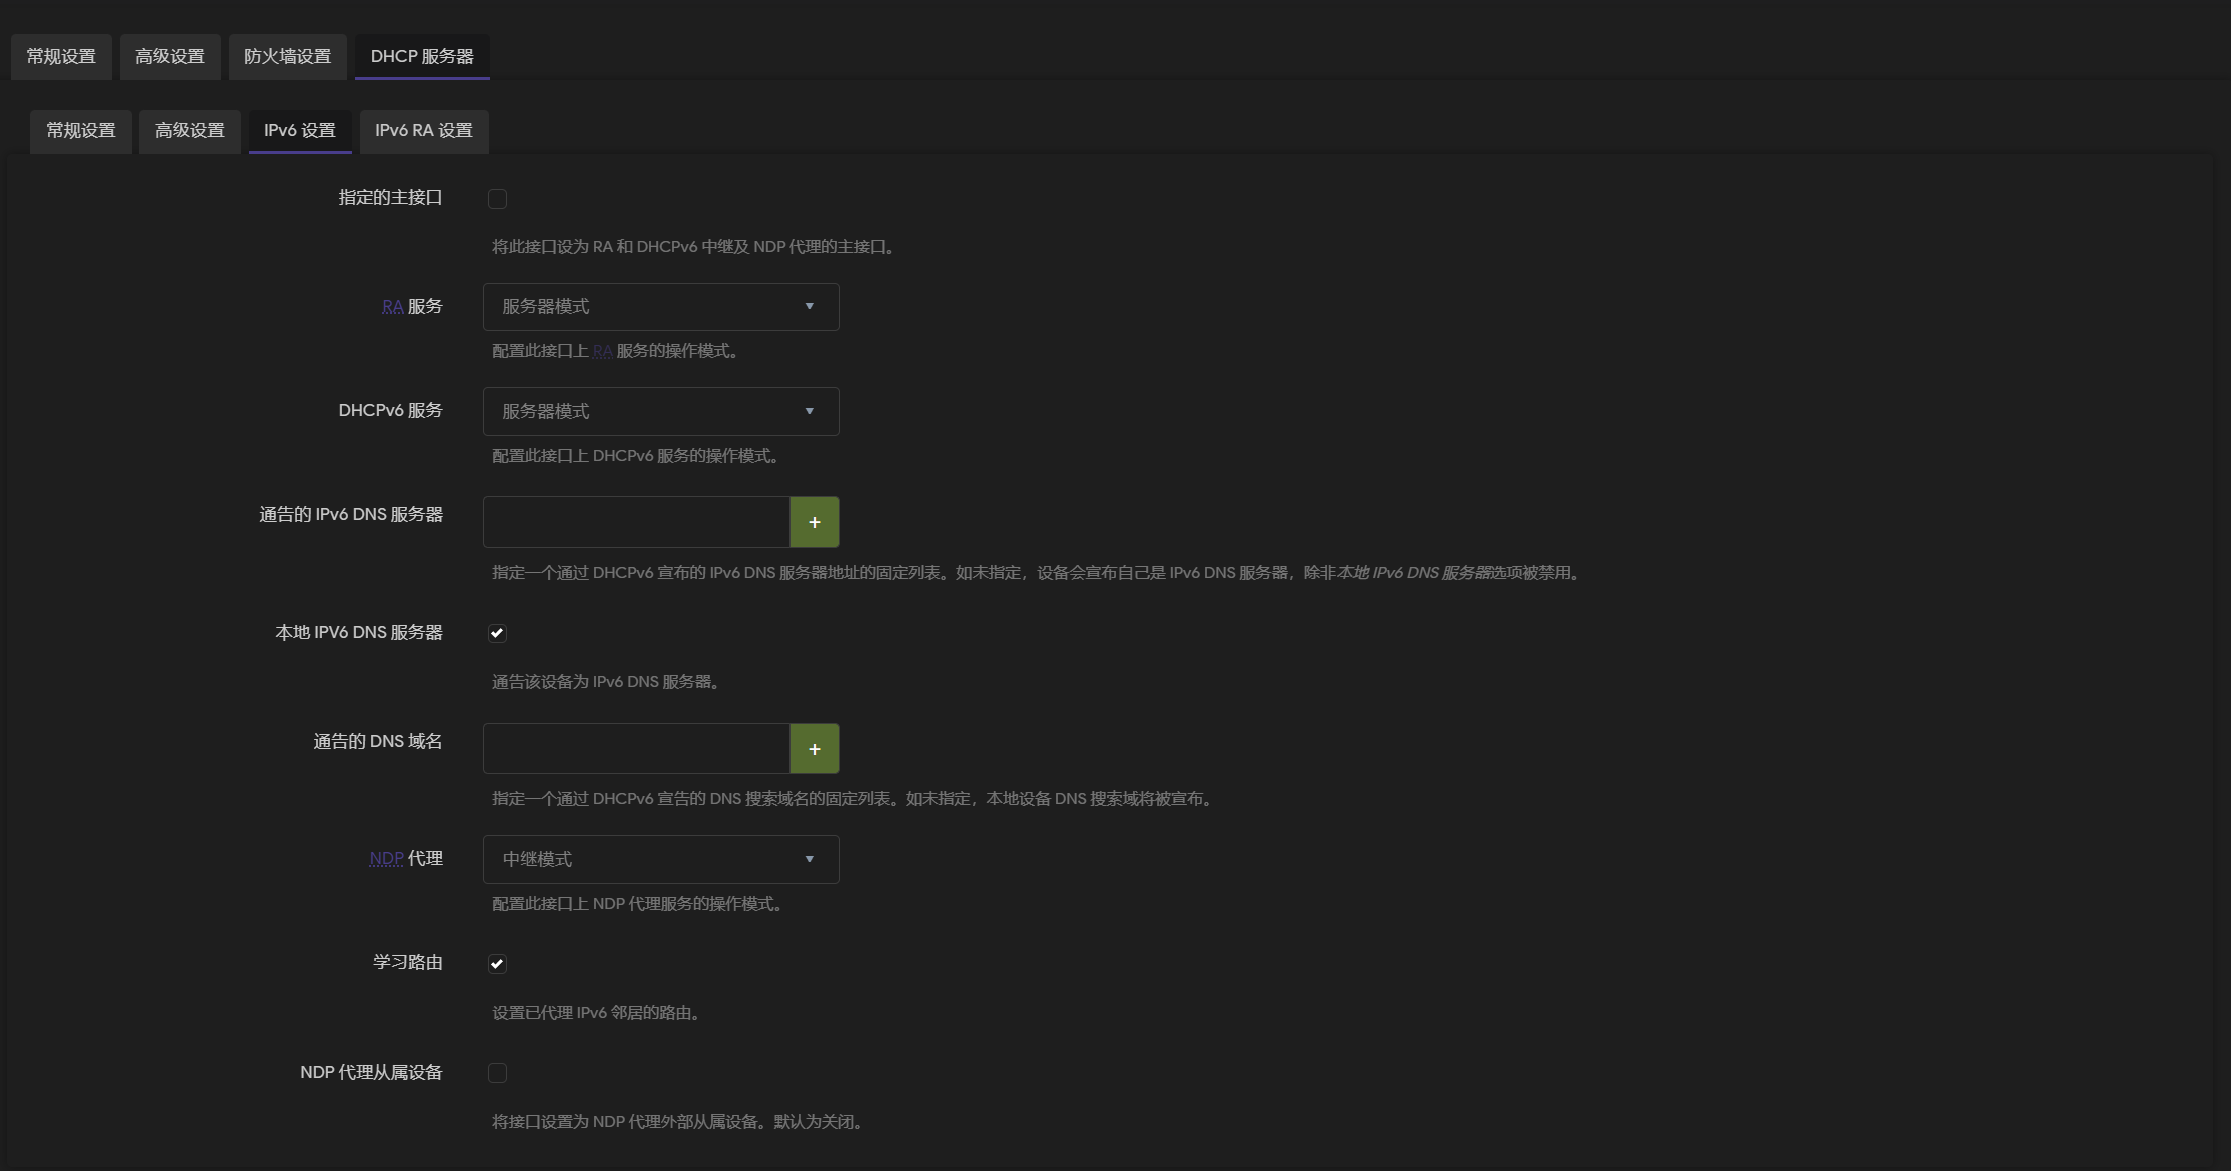 常规设置 高级设置 防火墙设置 DHCP 服务器
常规设置 高级设置 IPv6 设置 IPv6 RA 设置
指定的主接口
将此接口设为 RA 和 DHCPv6 中继及 NDP 代理的主接口。
RA 服务 服务器模式
配置此接口上 RA 服务的操作模式。
DHCPv6 服务 服务器模式
配置此接口上 DHCPv6 服务的操作模式。
通告的 IPv6 DNS 服务器 +
指定一个通过 DHCPv6 宣布的 IPv6 DNS 服务器地址的固定列表。如未指定，设备会宣布自己是 IPv6 DNS 服务器，除非本地 IPv6 DNS 服务器选项被禁用。
本地 IPV6 DNS 服务器
通告该设备为 IPv6 DNS 服务器。
通告的 DNS 域名 +
指定一个通过 DHCPv6 宣告的 DNS 搜索域名的固定列表。如未指定，本地设备 DNS 搜索域将被宣布。
NDP 代理 中继模式
配置此接口上 NDP 代理服务的操作模式。
学习路由
设置已代理 IPv6 邻居的路由。
NDP 代理从属设备
将接口设置为 NDP 代理外部从属设备。默认为关闭。